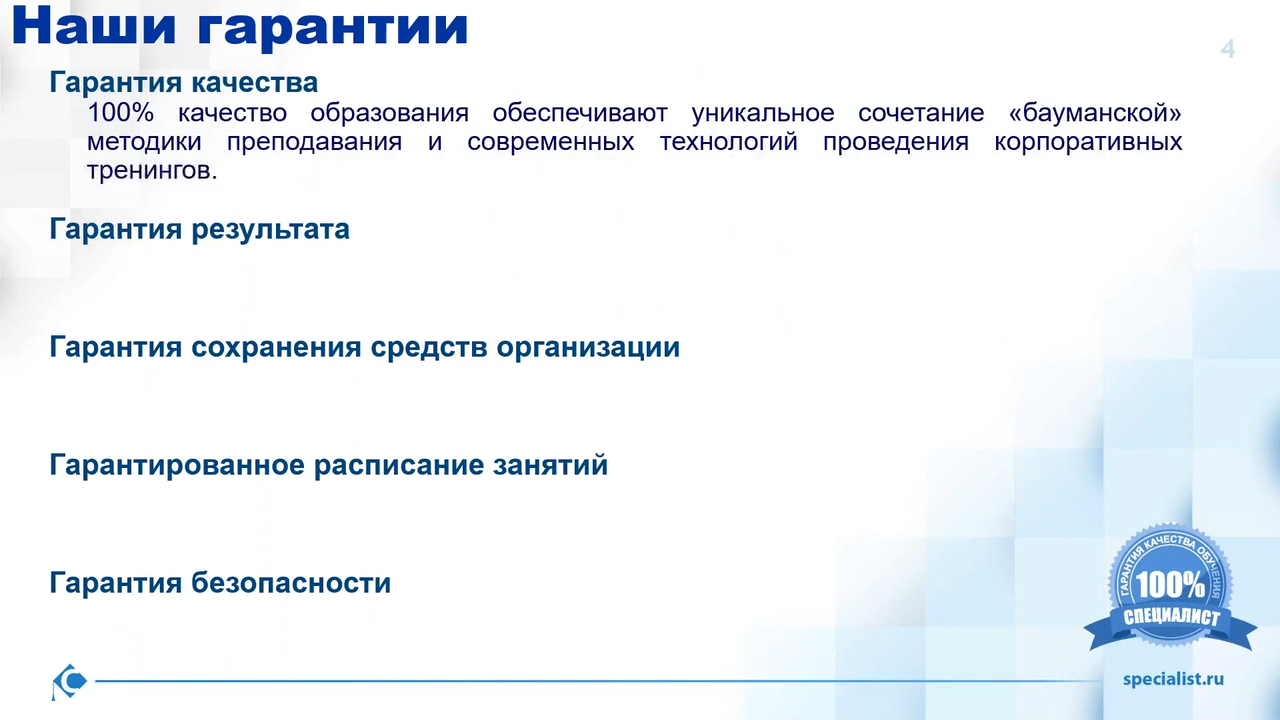 Наши гарантии
4
Гарантия качества
100% качество образования обеспечивают уникальное сочетание «бауманской»
методики преподавания и современных технологий проведения корпоративных
тренингов.
Гарантия результата
Гарантия сохранения средств организации
Гарантированное расписание занятий
Гарантия безопасности
ГАРАНТИЯ КАЧЕСТВА ОБУЧЕНИЯ
100%
СПЕЦИАЛИСТ
specialist.ru